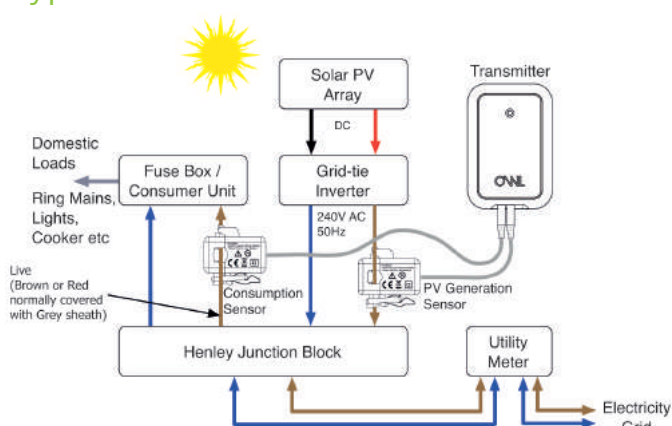 Solar PV
Array
Transmitter
DC
Domestic
Loads
Ring Mains,
Lights,
Cooker etc
Fuse Box /
Consumer Unit
Grid-tie
Inverter
OWL
240V AC
50Hz
Live
(Brown or Red
normally covered
with Grey sheath)
Consumption
Sensor
PV Generation
Sensor
Henley Junction Block
Utility
Meter
Electricity
Grid